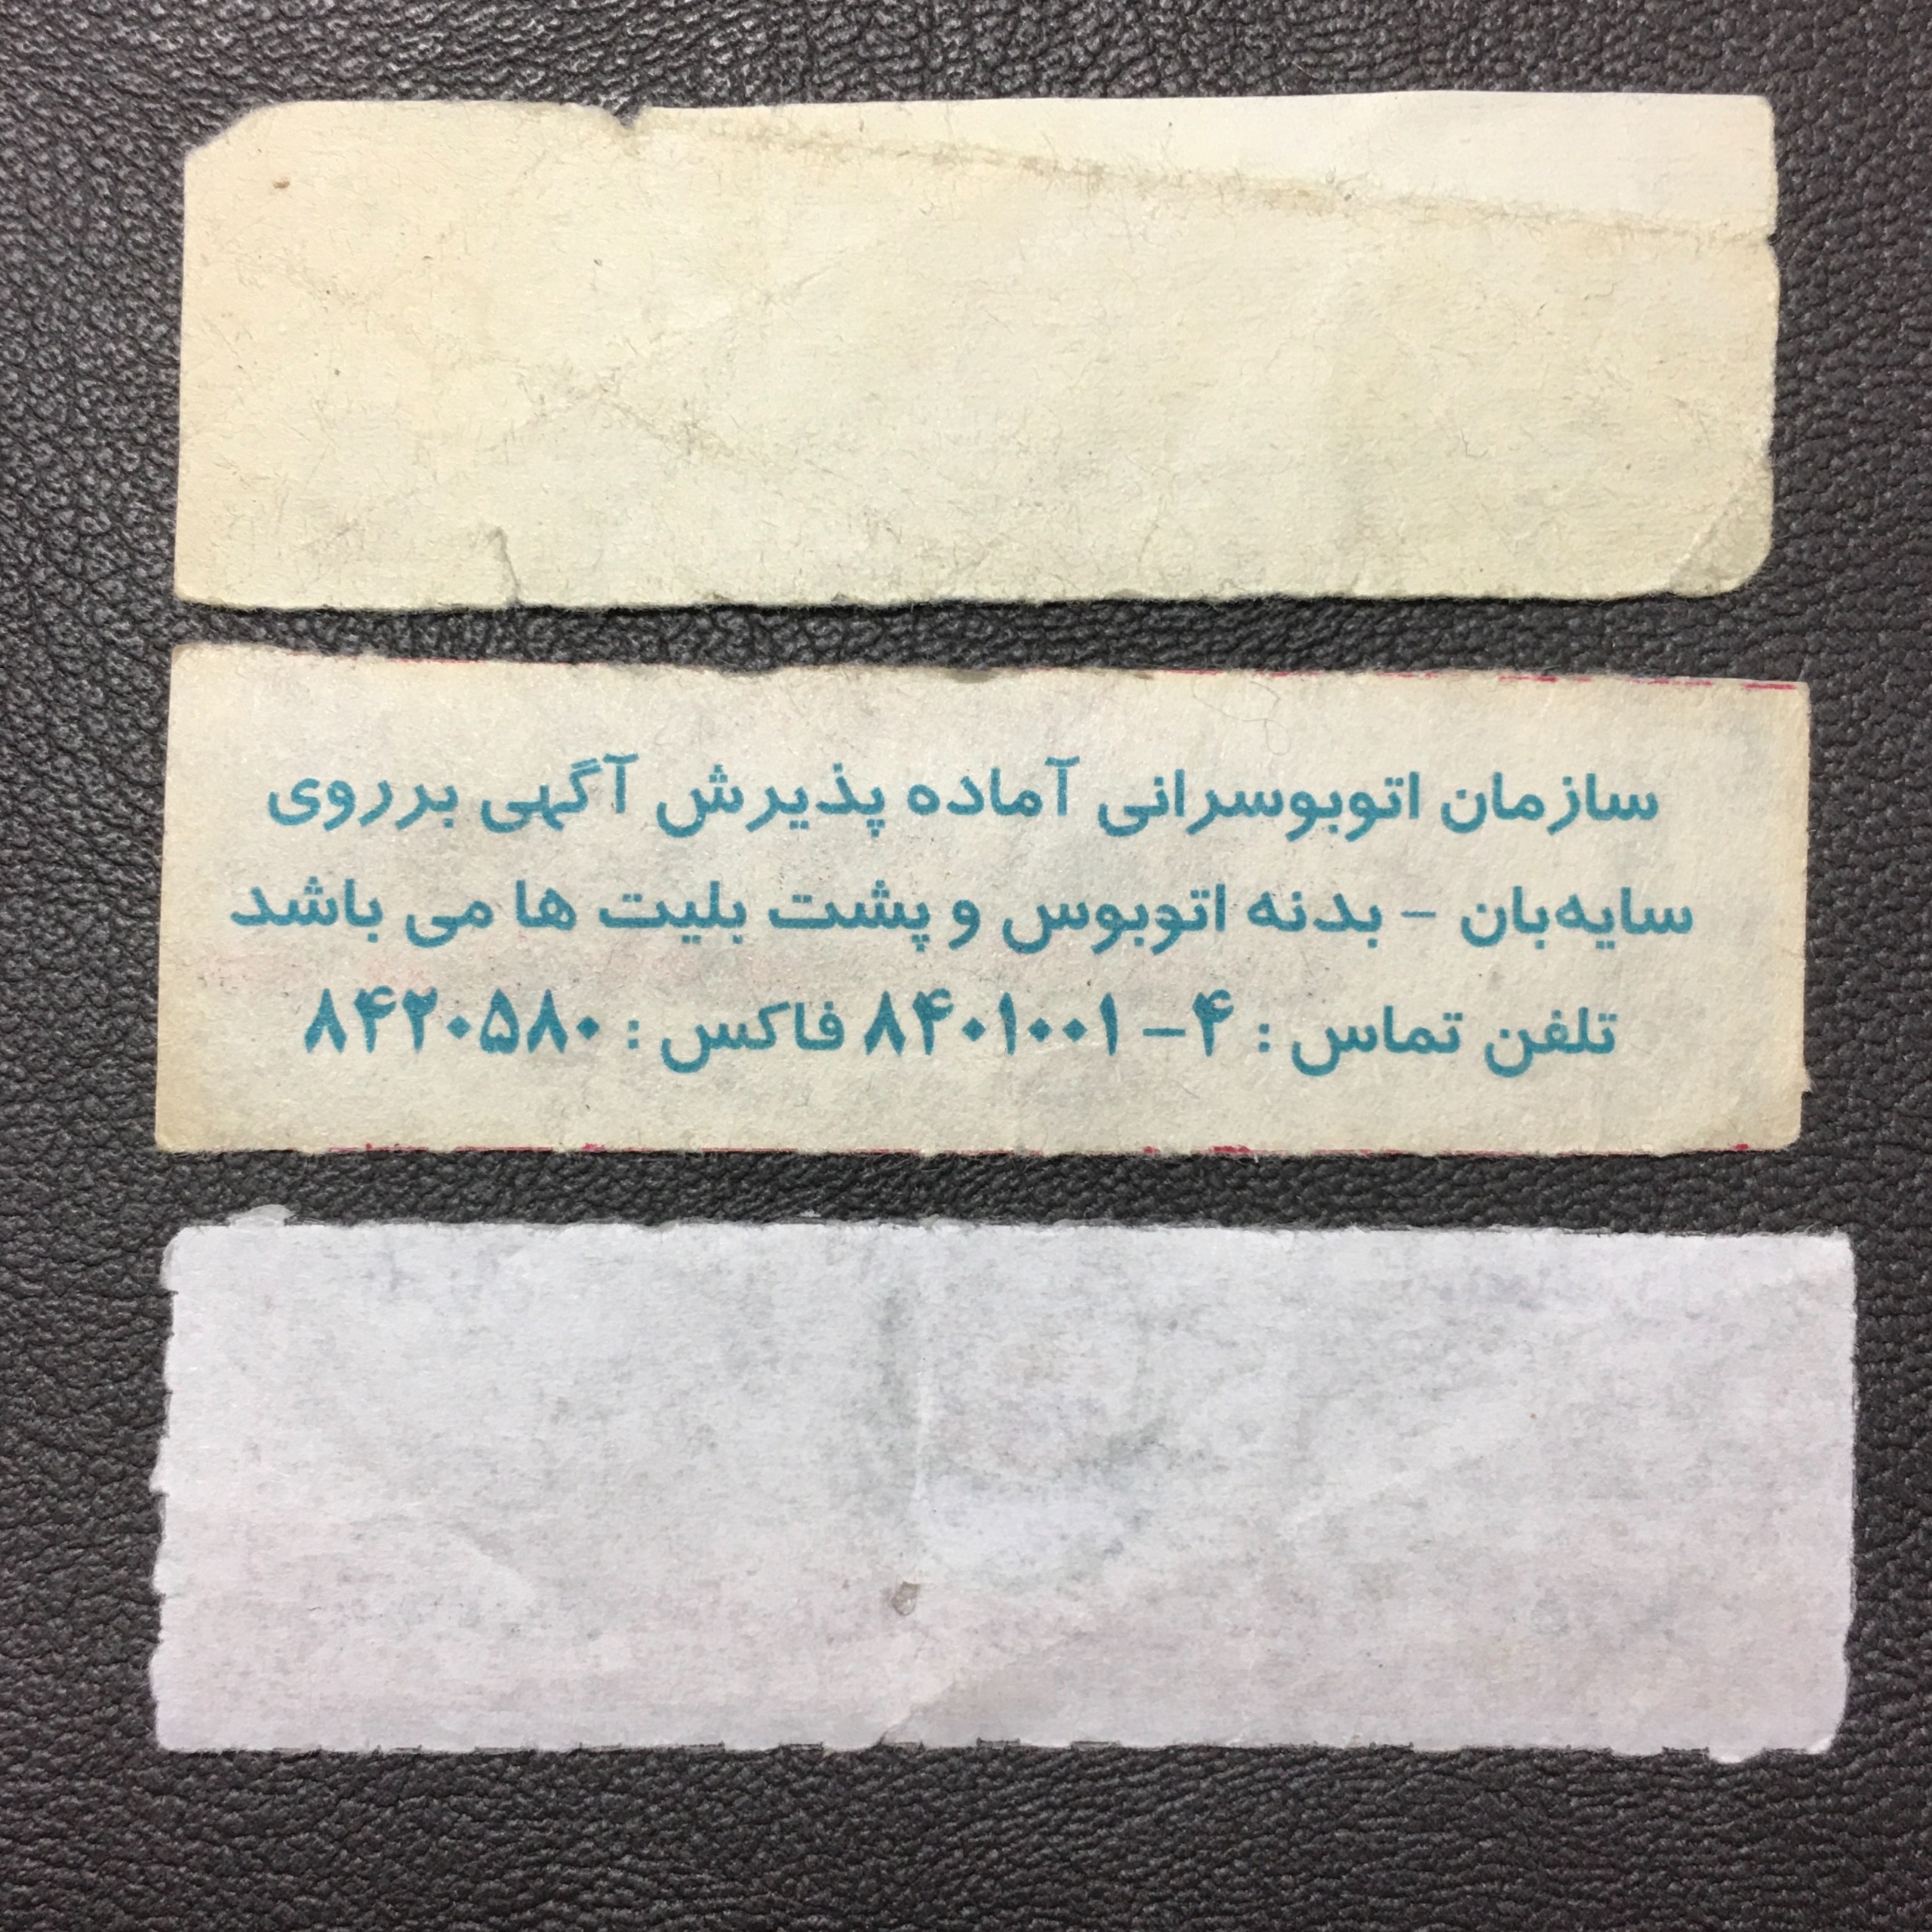 سازمان اتوبوسرانی آماده پذیرش آگهی برروی
سایه‌بان - بدنه اتوبوس و پشت بلیت ها می باشد
تلفن تماس : ۴- ۸۴۰۱۰۰۱ فاکس : ۸۴۲۰۵۸۰